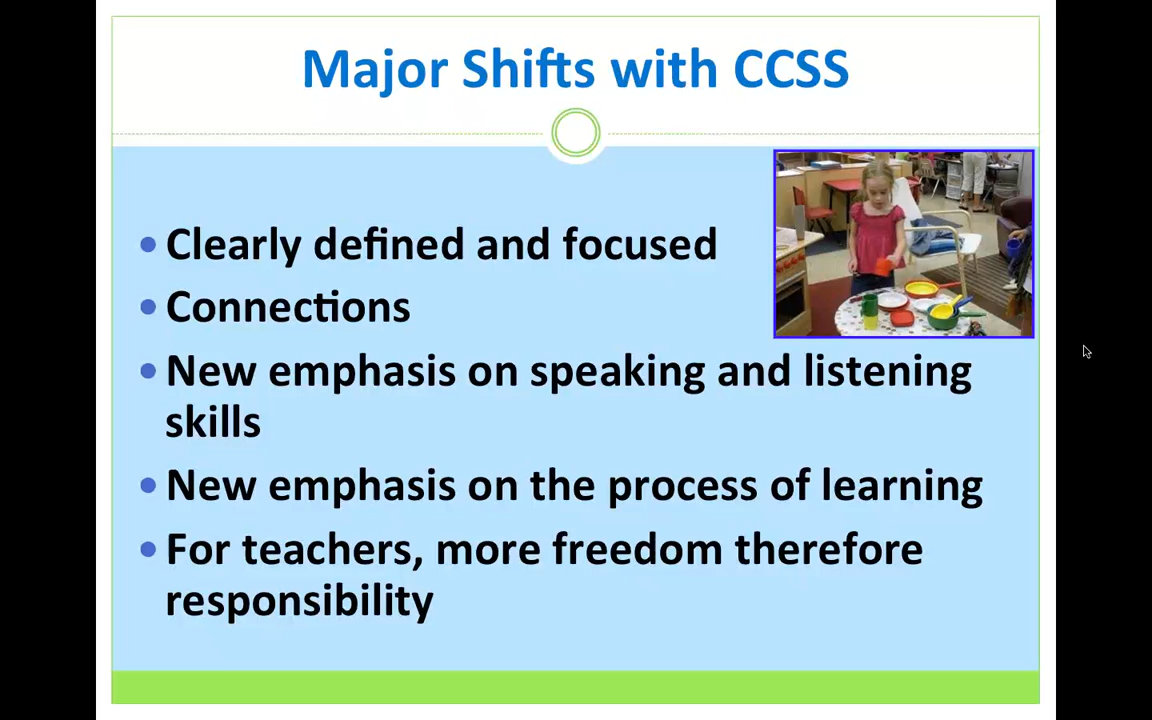 Major Shifts with CCSS
• Clearly defined and focused
• Connections
• New emphasis on speaking and listening
skills
• New emphasis on the process of learning
• For teachers, more freedom therefore
responsibility